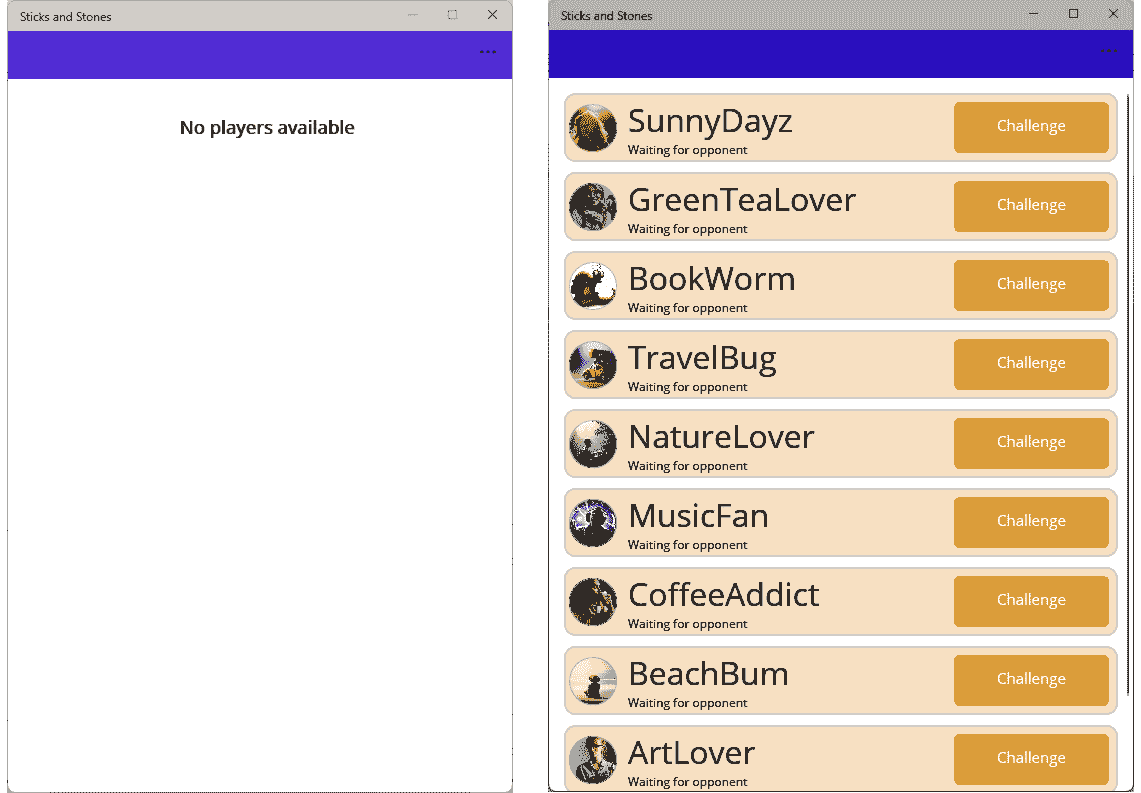 Sticks and Stones
No players available
Sticks and Stones
SunnyDayz
Waiting for opponent
Challenge
GreenTeaLover
Waiting for opponent
Challenge
BookWorm
Waiting for opponent
Challenge
TravelBug
Waiting for opponent
Challenge
NatureLover
Waiting for opponent
Challenge
MusicFan
Waiting for opponent
Challenge
CoffeeAddict
Waiting for opponent
Challenge
BeachBum
Waiting for opponent
Challenge
ArtLover
Waiting for opponent
Challenge